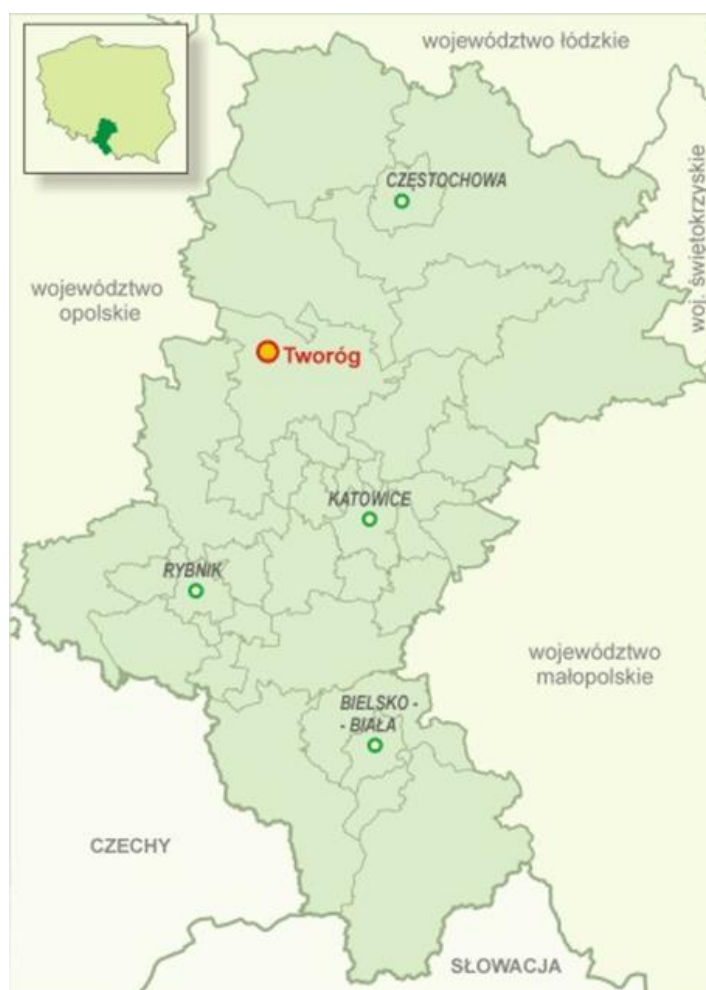 województwo łódzkie
CZĘSTOCHOWA
woj. świętokrzyskie
województwo
opolskie
Tworóg
KATOWICE
RYBNIK
województwo
małopolskie
BIELSKO -
- BIAŁA
CZECHY
SŁOWACJA